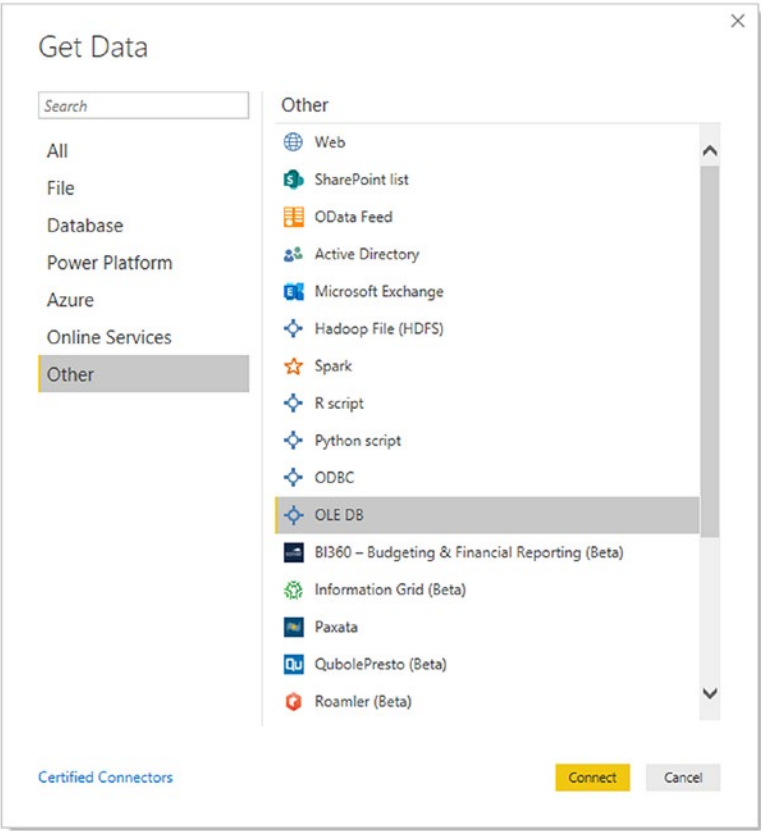 Get Data
Search
All
File
Database
Power Platform
Azure
Online Services
Other
Other
Web
SharePoint list
OData Feed
Active Directory
Microsoft Exchange
Hadoop File (HDFS)
Spark
R script
Python script
ODBC
OLE DB
BI360 – Budgeting & Financial Reporting (Beta)
Information Grid (Beta)
Paxata
QubolePresto (Beta)
Roamler (Beta)
Certified Connectors
Connect
Cancel